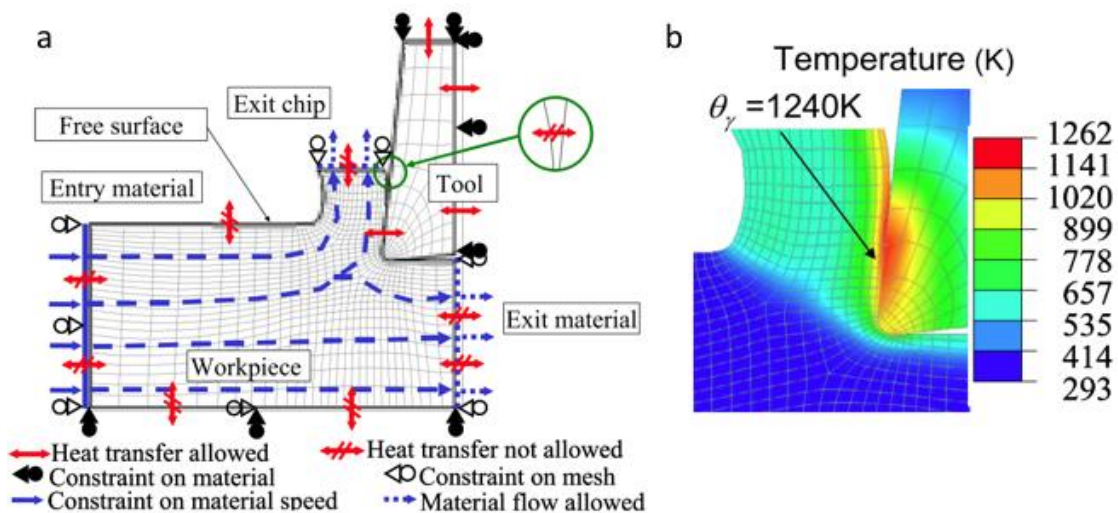 a
Exit chip
Free surface
Entry material
Tool
Exit material
Workpiece
Heat transfer allowed
Heat transfer not allowed
Constraint on material
Constraint on mesh
Constraint on material speed
Material flow allowed
b
Temperature (K)
θγ =1240K
1262
1141
1020
899
778
657
535
414
293